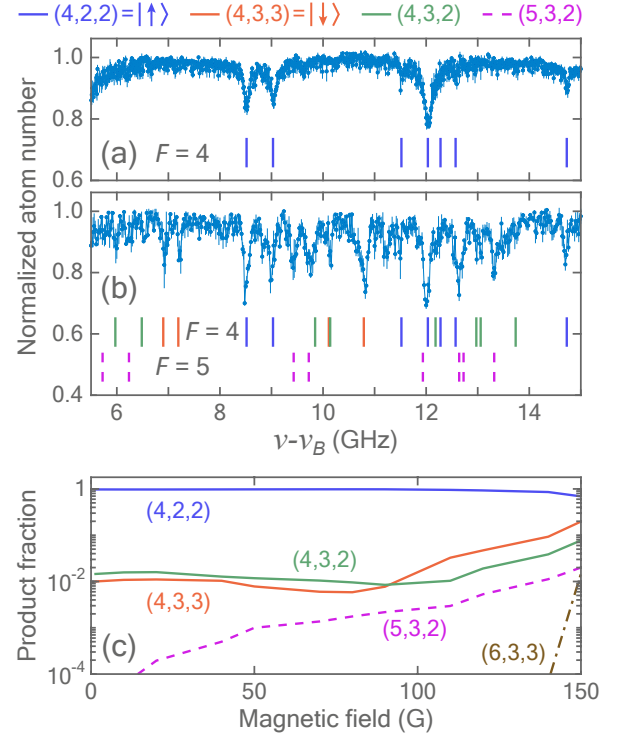 (4,2,2)=|↑⟩ (4,3,3)=|↓⟩ (4,3,2) (5,3,2)
Normalized atom number
1.0
0.8
0.6
(a) F = 4
1.0
0.8
0.6
0.4
(b)
F = 4
F = 5
6 8 10 12 14
ν-ν_B (GHz)
Product fraction
1
10⁻²
10⁻⁴
(4,2,2)
(4,3,2)
(4,3,3)
(5,3,2)
(6,3,3)
(c)
0 50 100 150
Magnetic field (G)